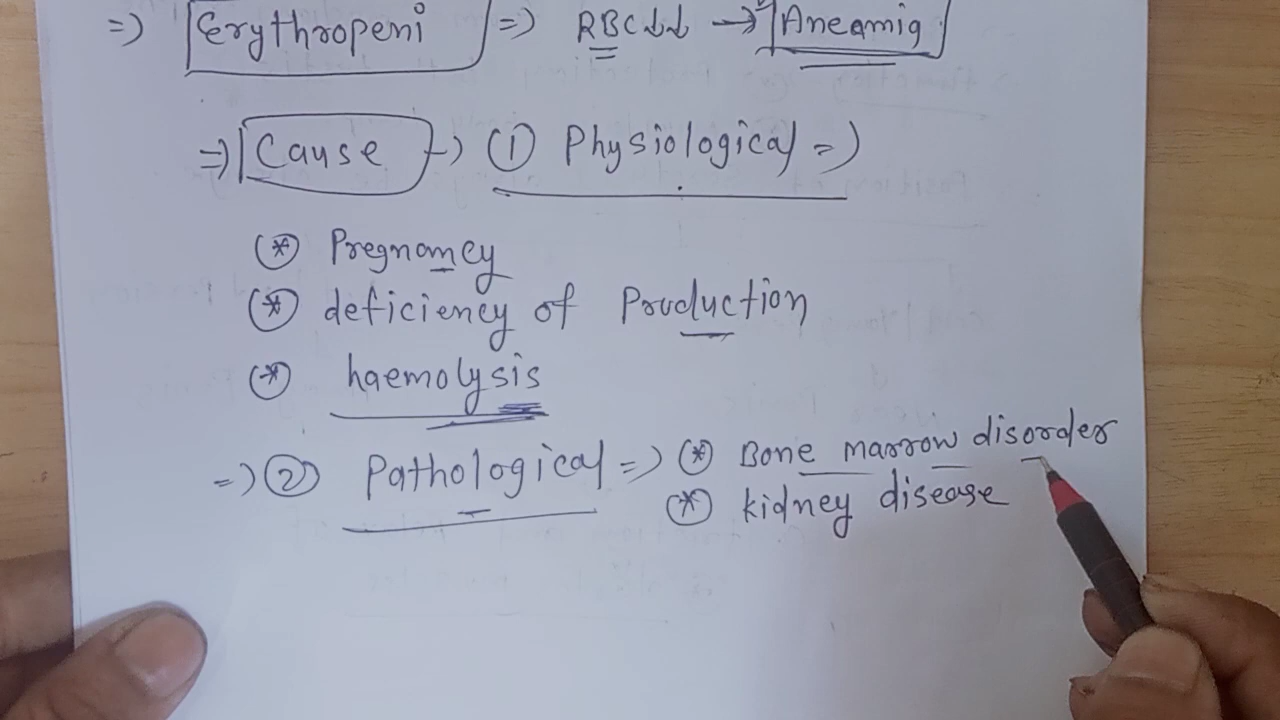 ⇒ Erythropeni ⇒ RBC↓↓ → Aneamia
⇒ Cause → ① Physiological ⇒
* Pregnancy
* deficiency of Production
* haemolysis
⇒ ② Pathological ⇒ * Bone marrow disorder
* kidney disease